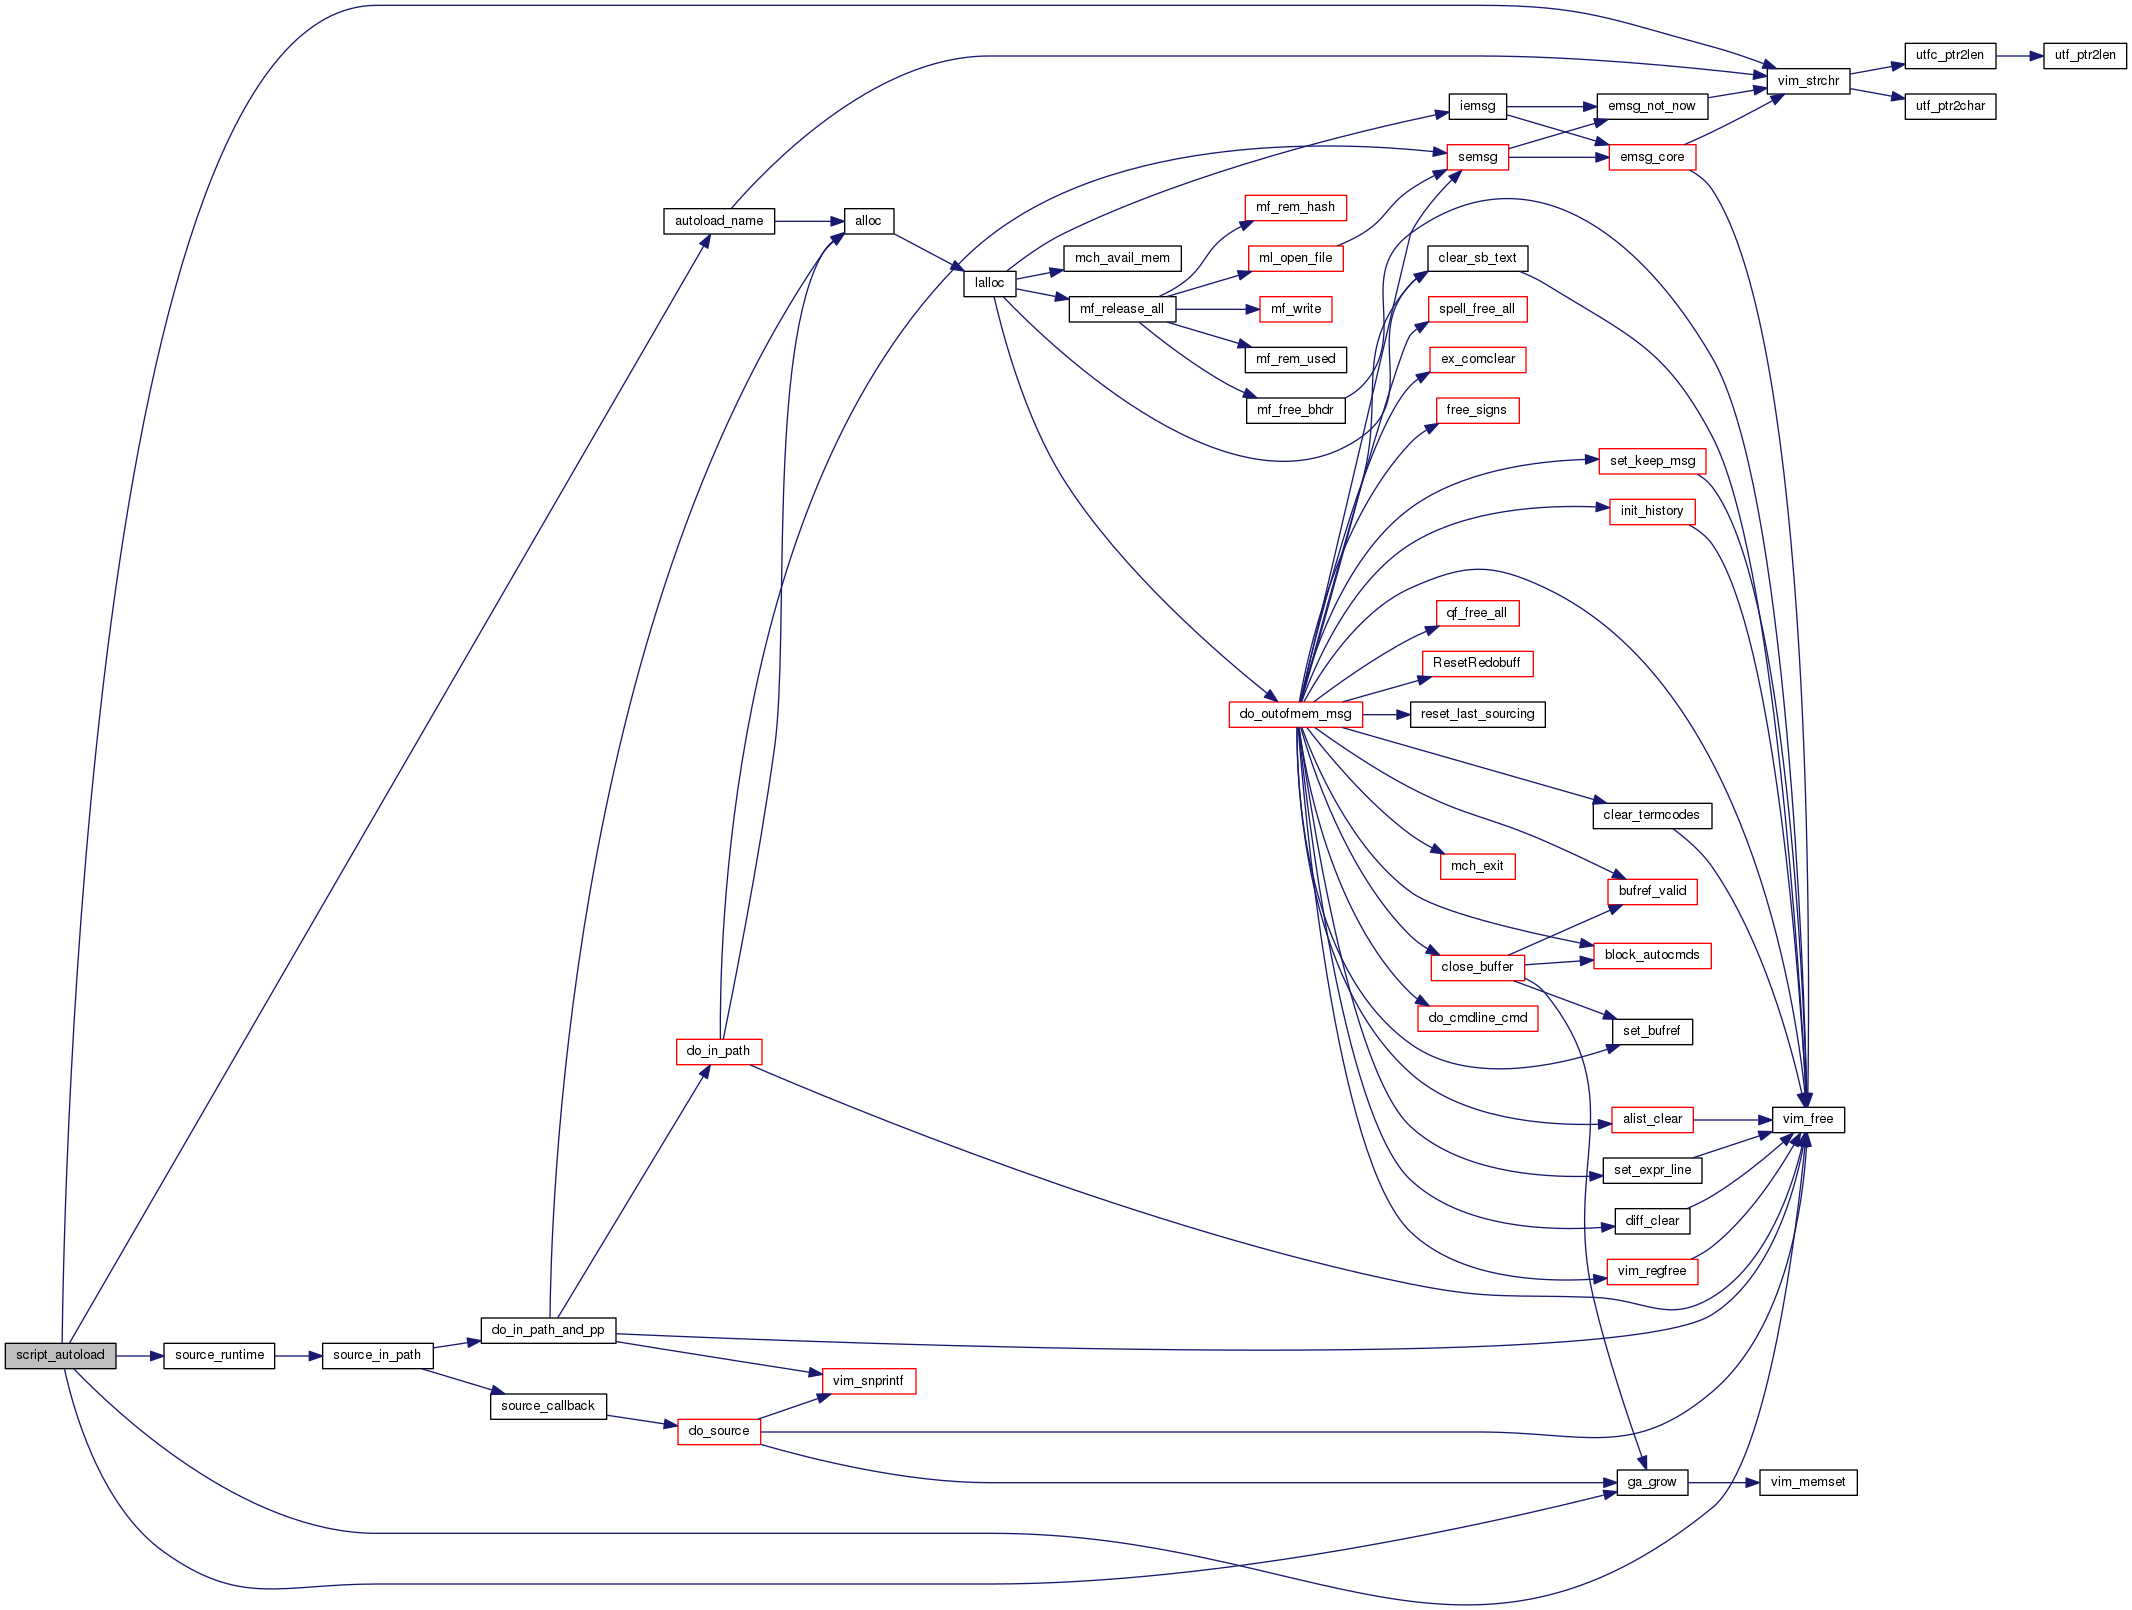 utfc_ptr2len
utf_ptr2len
vim_strchr
iemsg
emsg_not_now
utf_ptr2char
semsg
emsg_core
mf_rem_hash
autoload_name
alloc
mch_avail_mem
ml_open_file
clear_sb_text
lalloc
mf_release_all
mf_write
spell_free_all
mf_rem_used
ex_comclear
mf_free_bhdr
free_signs
set_keep_msg
init_history
qf_free_all
ResetRedobuff
do_outofmem_msg
reset_last_sourcing
clear_termcodes
mch_exit
bufref_valid
block_autocmds
close_buffer
do_cmdline_cmd
set_bufref
do_in_path
alist_clear
vim_free
set_expr_line
diff_clear
vim_regfree
do_in_path_and_pp
script_autoload
source_runtime
source_in_path
vim_snprintf
source_callback
do_source
ga_grow
vim_memset